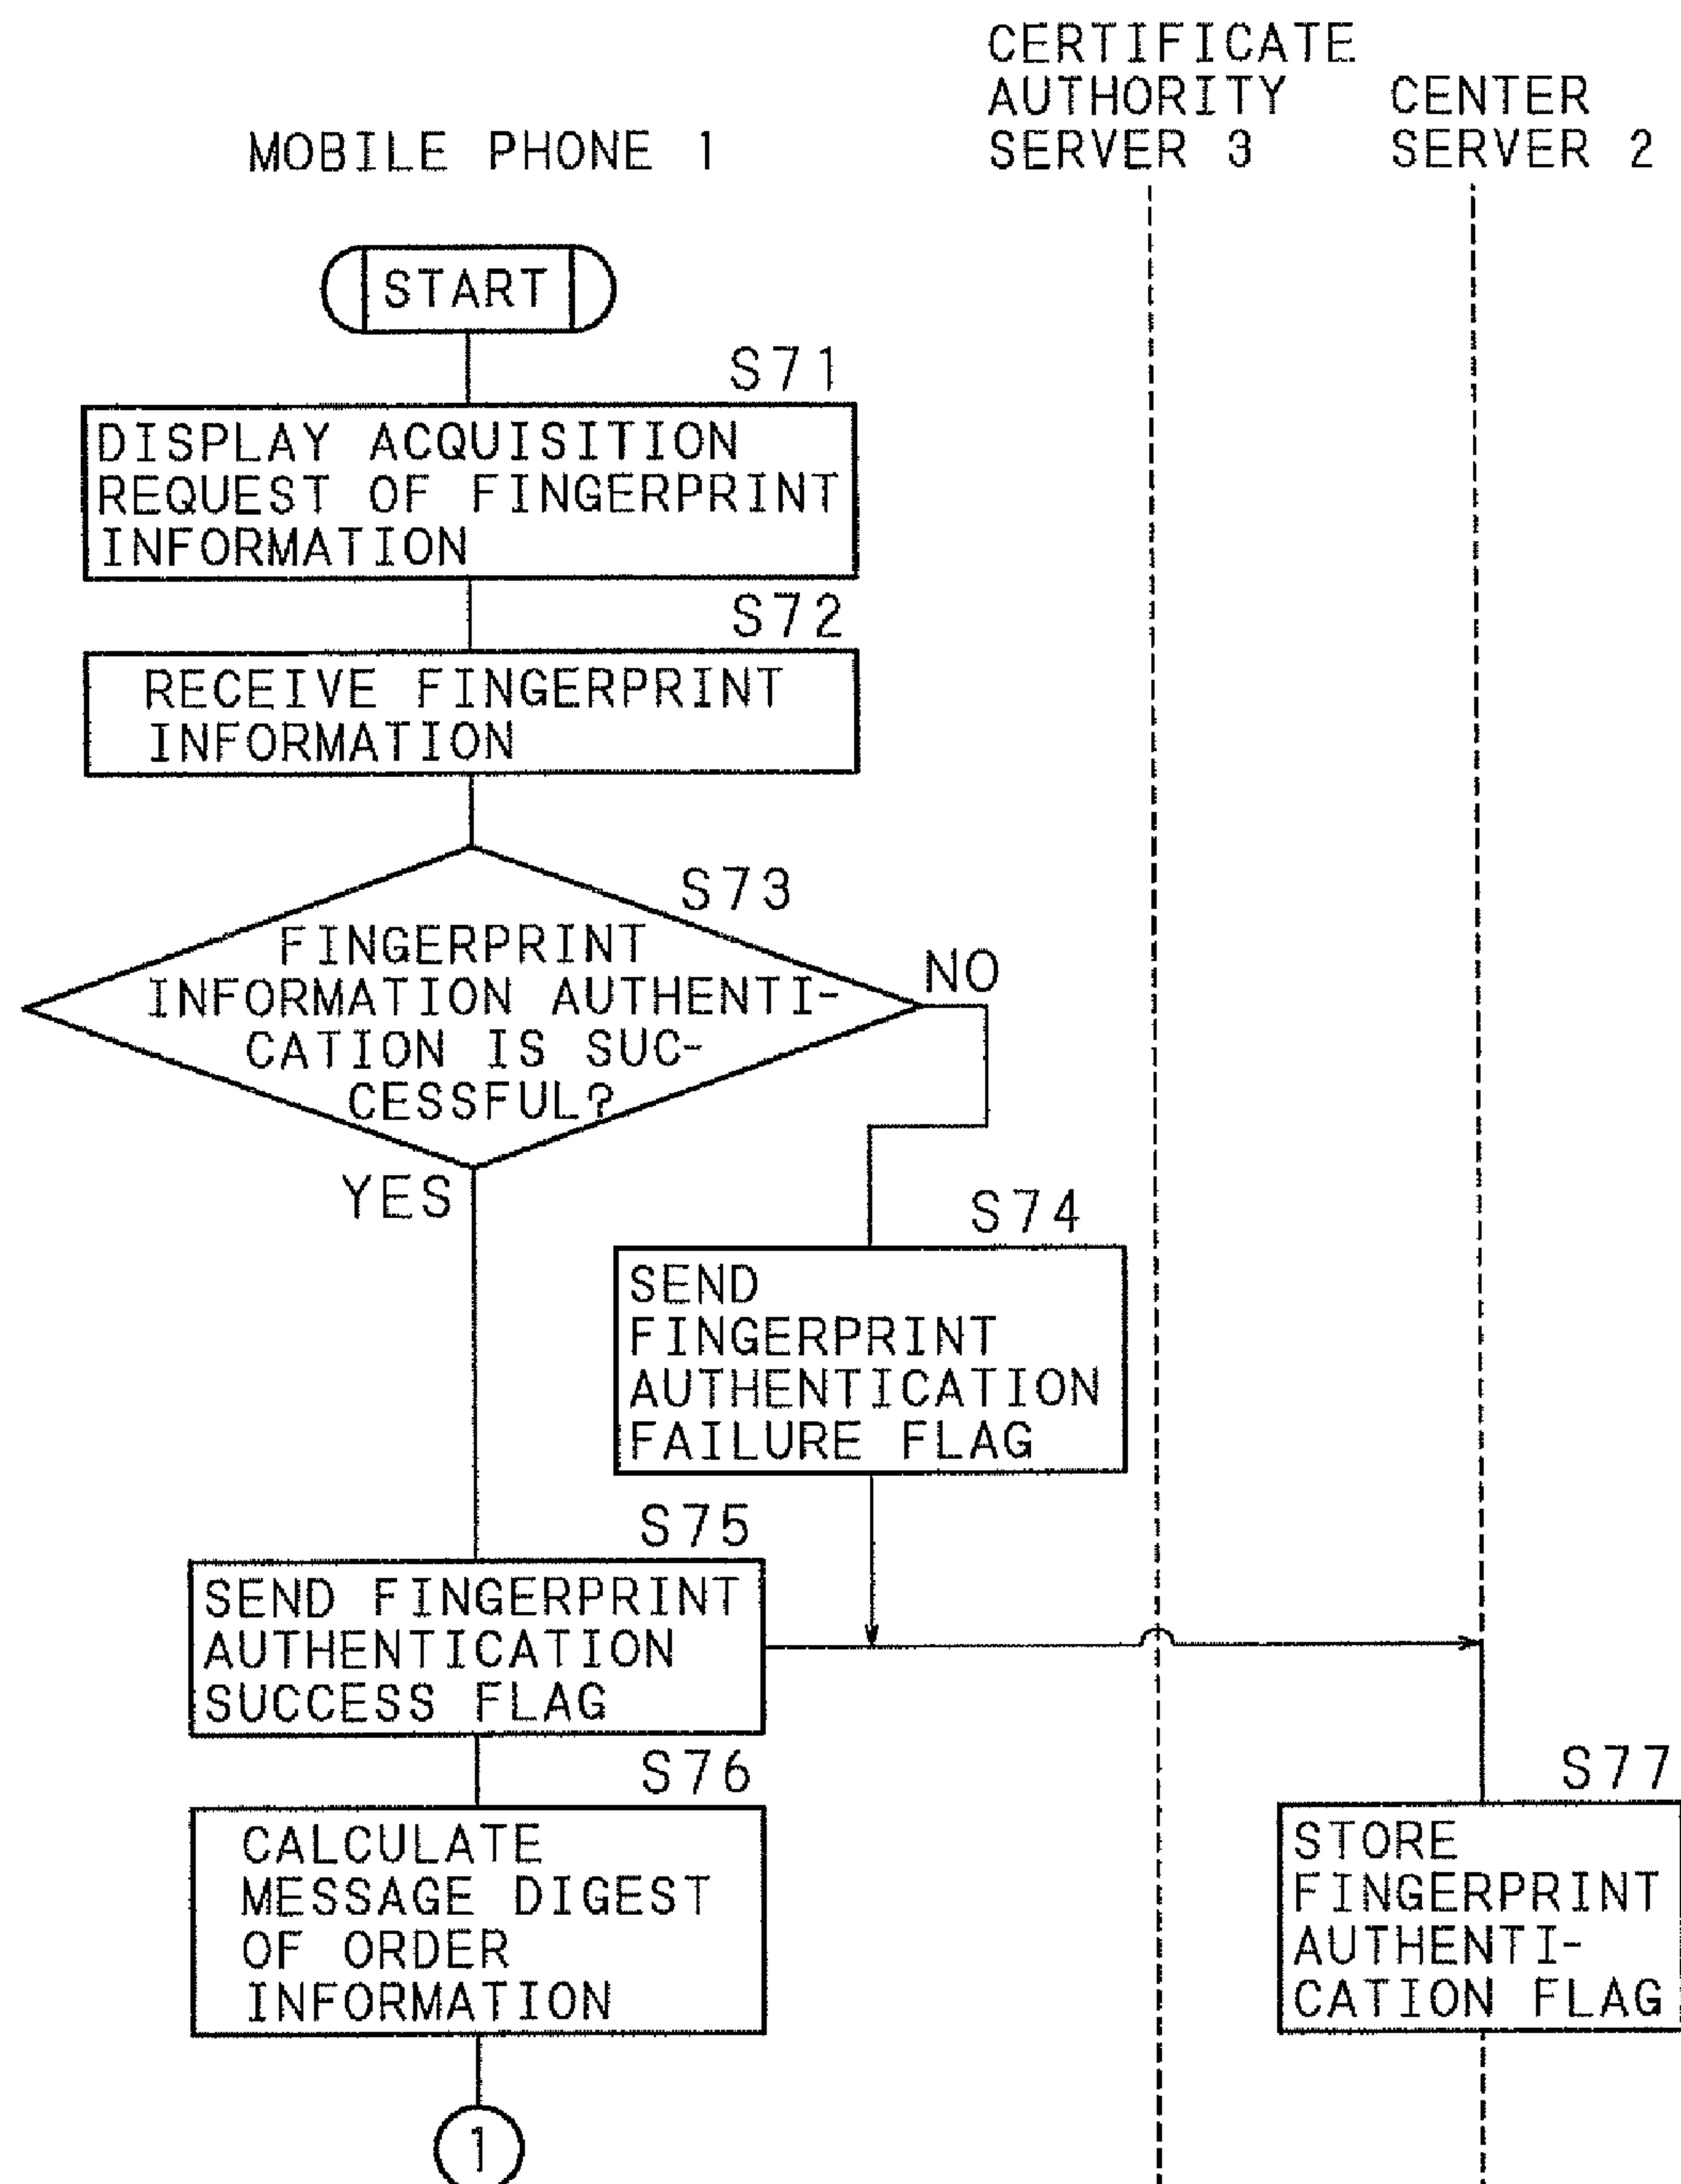 CERTIFICATE
AUTHORITY
SERVER 3
CENTER
SERVER 2
MOBILE PHONE 1
START
S71
DISPLAY ACQUISITION
REQUEST OF FINGERPRINT
INFORMATION
S72
RECEIVE FINGERPRINT
INFORMATION
S73
FINGERPRINT
INFORMATION AUTHENTI-
CATION IS SUC-
CESSFUL?
NO
YES
S74
SEND
FINGERPRINT
AUTHENTICATION
FAILURE FLAG
S75
SEND FINGERPRINT
AUTHENTICATION
SUCCESS FLAG
S76
CALCULATE
MESSAGE DIGEST
OF ORDER
INFORMATION
S77
STORE
FINGERPRINT
AUTHENTI-
CATION FLAG
1